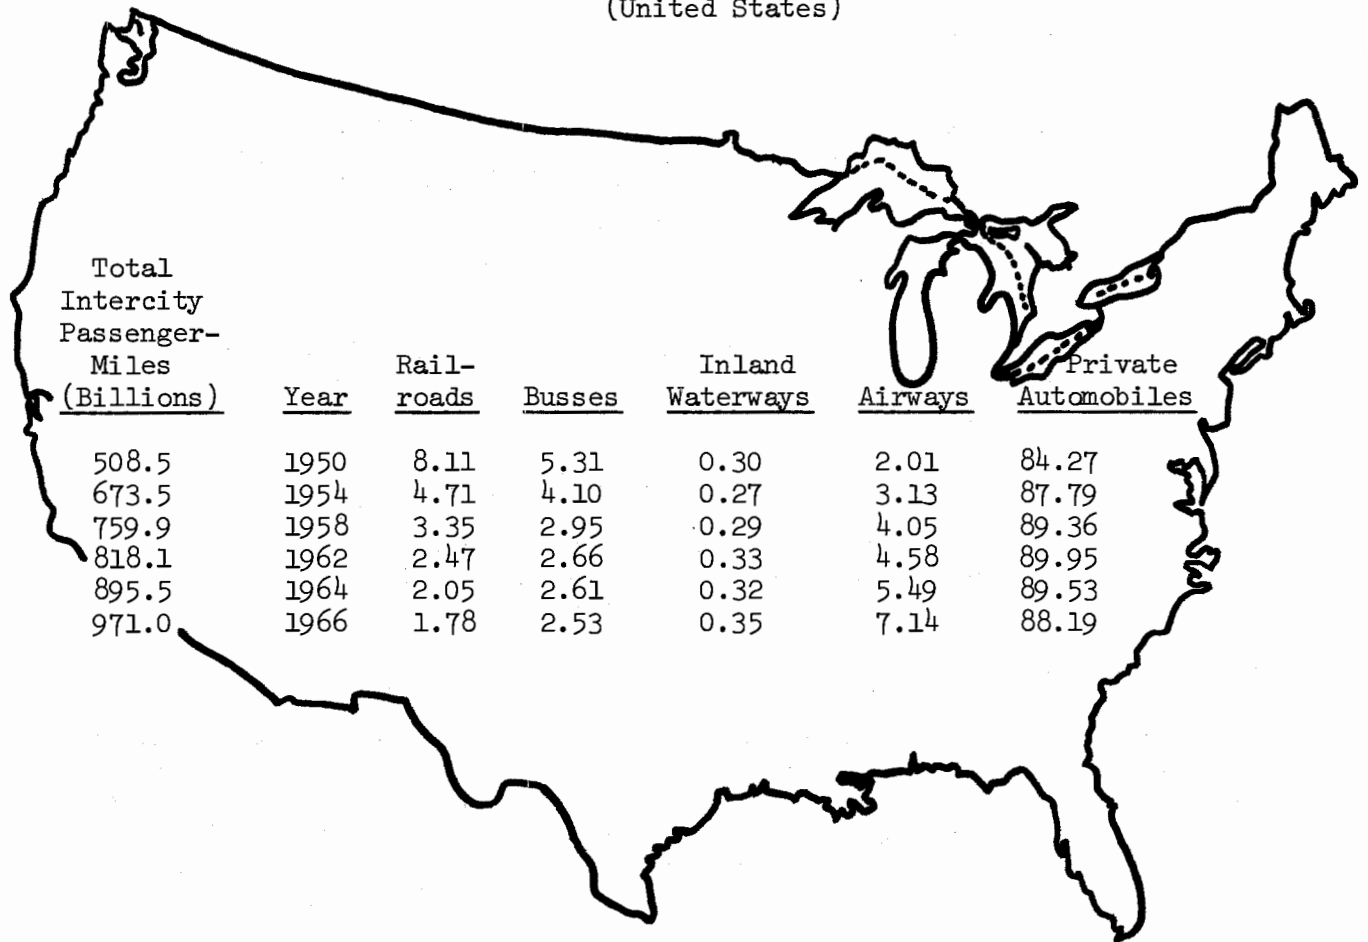 (United States)
Total
Intercity
Passenger-
Miles Rail- Inland Private
(Billions) Year roads Busses Waterways Airways Automobiles
508.5 1950 8.11 5.31 0.30 2.01 84.27
673.5 1954 4.71 4.10 0.27 3.13 87.79
759.9 1958 3.35 2.95 0.29 4.05 89.36
818.1 1962 2.47 2.66 0.33 4.58 89.95
895.5 1964 2.05 2.61 0.32 5.49 89.53
971.0 1966 1.78 2.53 0.35 7.14 88.19